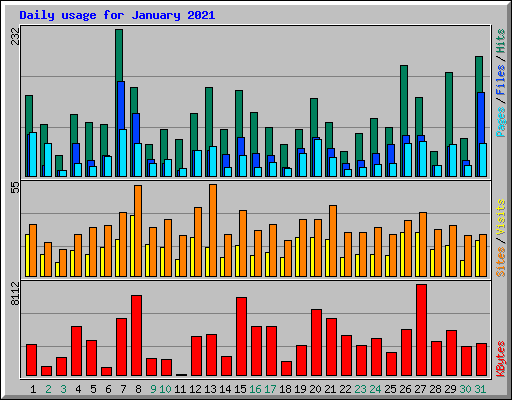 Daily usage for January 2021
232
Pages / Files / Hits
55
Sites / Visits
8112
KBytes
1 2 3 4 5 6 7 8 9 10 11 12 13 14 15 16 17 18 19 20 21 22 23 24 25 26 27 28 29 30 31